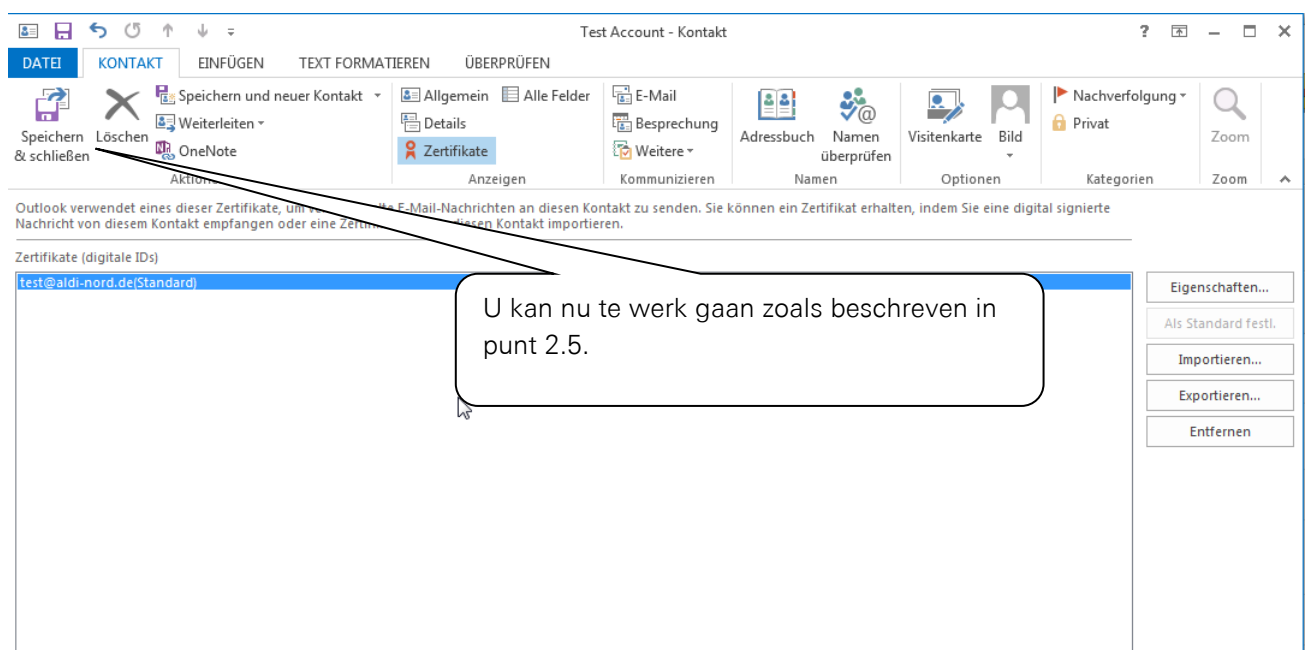 Test Account - Kontakt
?
DATEI KONTAKT EINFÜGEN TEXT FORMATIEREN ÜBERPRÜFEN
Speichern & schließen
Löschen
Speichern und neuer Kontakt
Weiterleiten
OneNote
Allgemein
Alle Felder
Details
Zertifikate
Anzeigen
E-Mail
Besprechung
Weitere
Kommunizieren
Adressbuch
Namen überprüfen
Namen
Visitenkarte
Bild
Optionen
Nachverfolgung
Privat
Kategorien
Zoom
Zoom
Outlook verwendet eines dieser Zertifikate, um E-Mail-Nachrichten an diesen Kontakt zu senden. Sie können ein Zertifikat erhalten, indem Sie eine digital signierte
Nachricht von diesem Kontakt empfangen oder eine diesen Kontakt importieren.
Zertifikate (digitale IDs)
test@aldi-nord.de(Standard)
U kan nu te werk gaan zoals beschreven in
punt 2.5.
Eigenschaften...
Als Standard festl.
Importieren...
Exportieren...
Entfernen